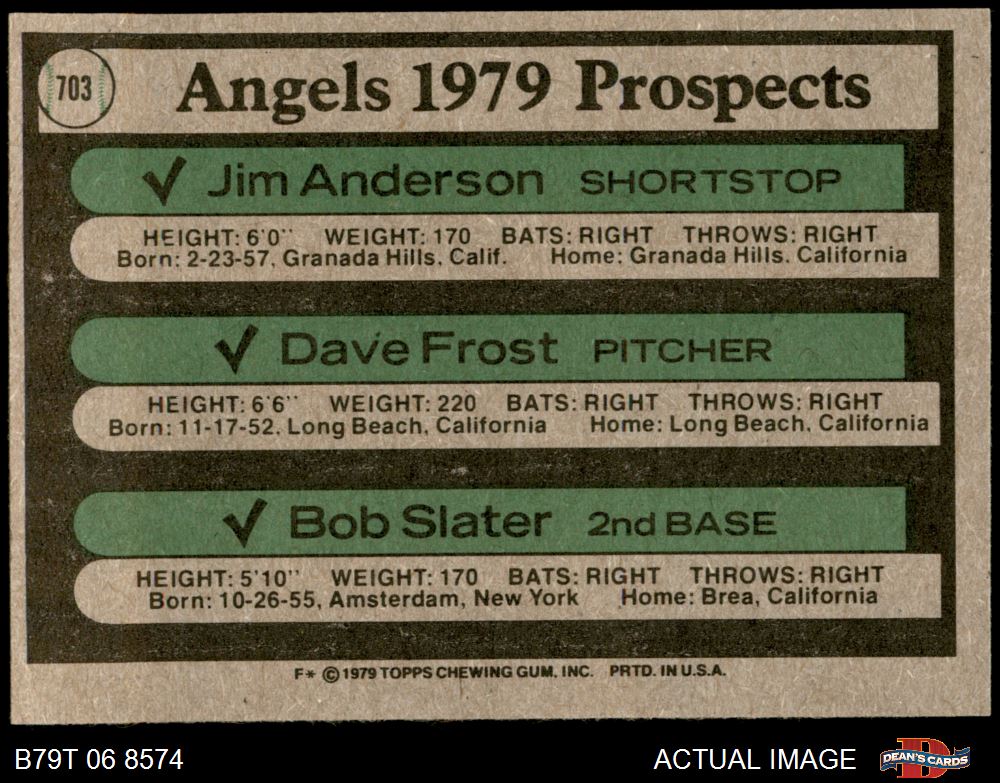 703
Angels 1979 Prospects
✓ Jim Anderson SHORTSTOP
HEIGHT: 6'0" WEIGHT: 170 BATS: RIGHT THROWS: RIGHT
Born: 2-23-57, Granada Hills, Calif. Home: Granada Hills, California
✓ Dave Frost PITCHER
HEIGHT: 6'6" WEIGHT: 220 BATS: RIGHT THROWS: RIGHT
Born: 11-17-52, Long Beach, California Home: Long Beach, California
✓ Bob Slater 2nd BASE
HEIGHT: 5'10" WEIGHT: 170 BATS: RIGHT THROWS: RIGHT
Born: 10-26-55, Amsterdam, New York Home: Brea, California
F* © 1979 TOPPS CHEWING GUM, INC. PRTD. IN U.S.A.
B79T 06 8574 ACTUAL IMAGE DEAN'S CARDS